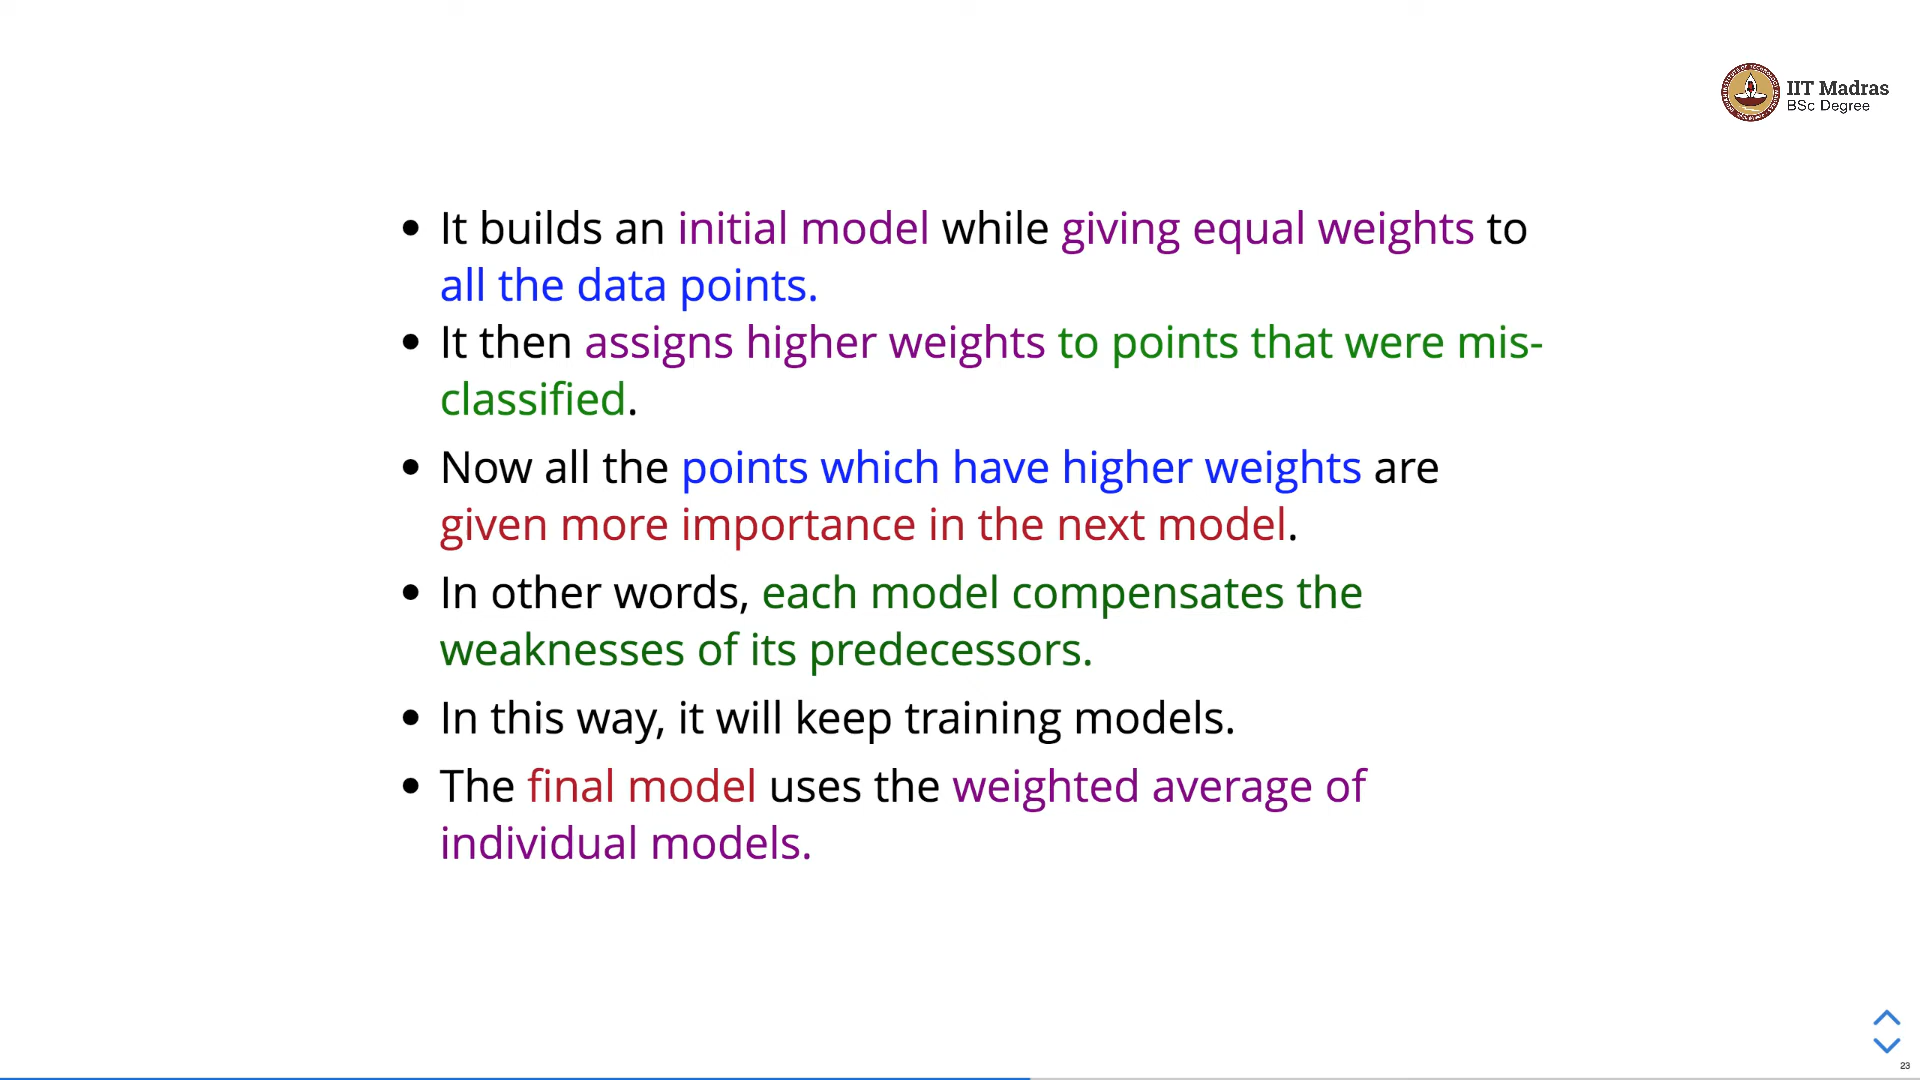 IIT Madras
BSc Degree
• It builds an initial model while giving equal weights to
all the data points.
• It then assigns higher weights to points that were mis-
classified.
• Now all the points which have higher weights are
given more importance in the next model.
• In other words, each model compensates the
weaknesses of its predecessors.
• In this way, it will keep training models.
• The final model uses the weighted average of
individual models.
23